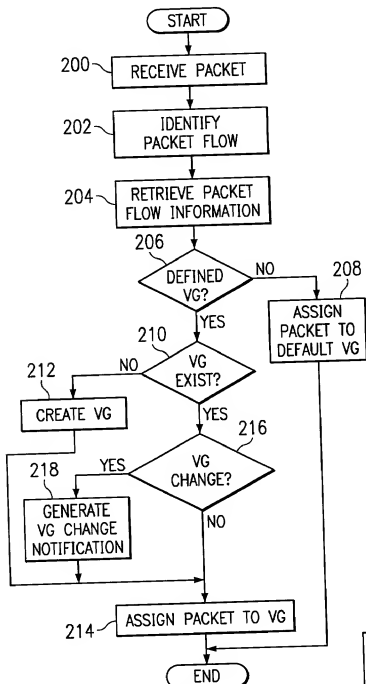 START
200
RECEIVE PACKET
202
IDENTIFY
PACKET FLOW
204
RETRIEVE PACKET
FLOW INFORMATION
206
DEFINED
VG?
NO
208
ASSIGN
PACKET TO
DEFAULT VG
YES
210
VG
EXIST?
NO
212
CREATE VG
YES
216
VG
CHANGE?
YES
218
GENERATE
VG CHANGE
NOTIFICATION
NO
ASSIGN PACKET TO VG
214
END